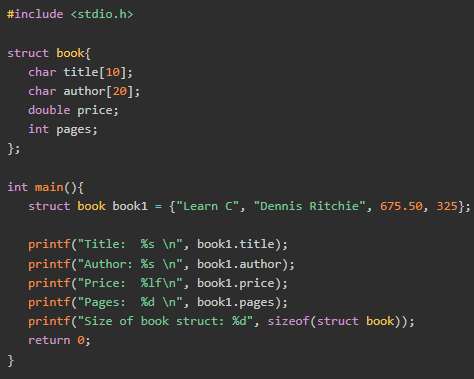 #include <stdio.h>

struct book{
   char title[10];
   char author[20];
   double price;
   int pages;
};

int main(){
   struct book book1 = {"Learn C", "Dennis Ritchie", 675.50, 325};

   printf("Title:  %s \n", book1.title);
   printf("Author: %s \n", book1.author);
   printf("Price:  %lf\n", book1.price);
   printf("Pages:  %d \n", book1.pages);
   printf("Size of book struct: %d", sizeof(struct book));
   return 0;
}